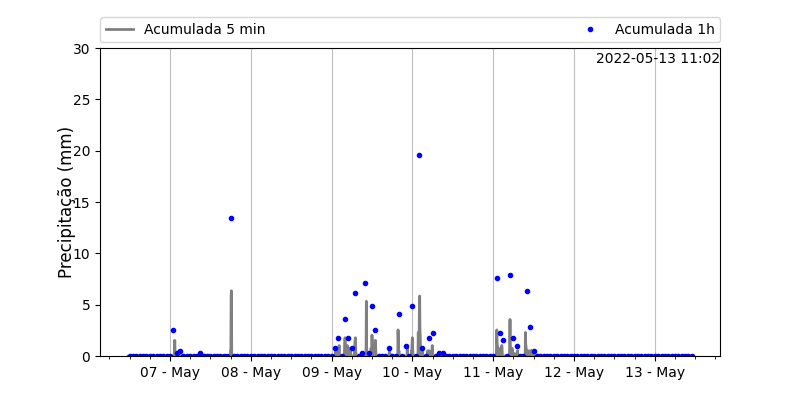 Acumulada 5 min
Acumulada 1h
2022-05-13 11:02
Precipitação (mm)
30
25
20
15
10
5
0
07 - May
08 - May
09 - May
10 - May
11 - May
12 - May
13 - May